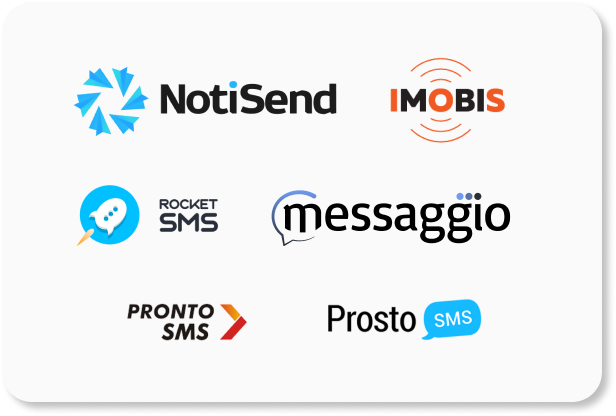 NotiSend
IMOBIS
ROCKET
SMS
messaggio
PRONTO
SMS
Prosto SMS